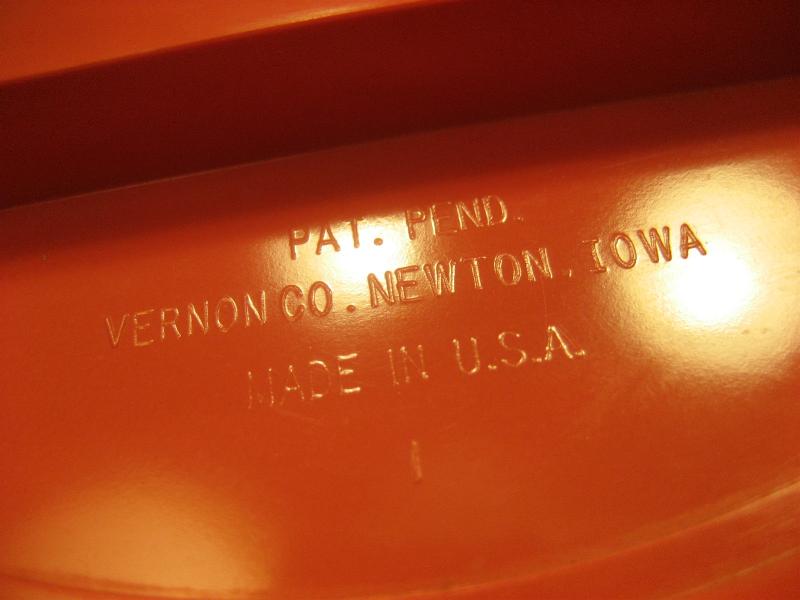 PAT. PEND.
VERNON CO. NEWTON, IOWA
MADE IN U.S.A.
1